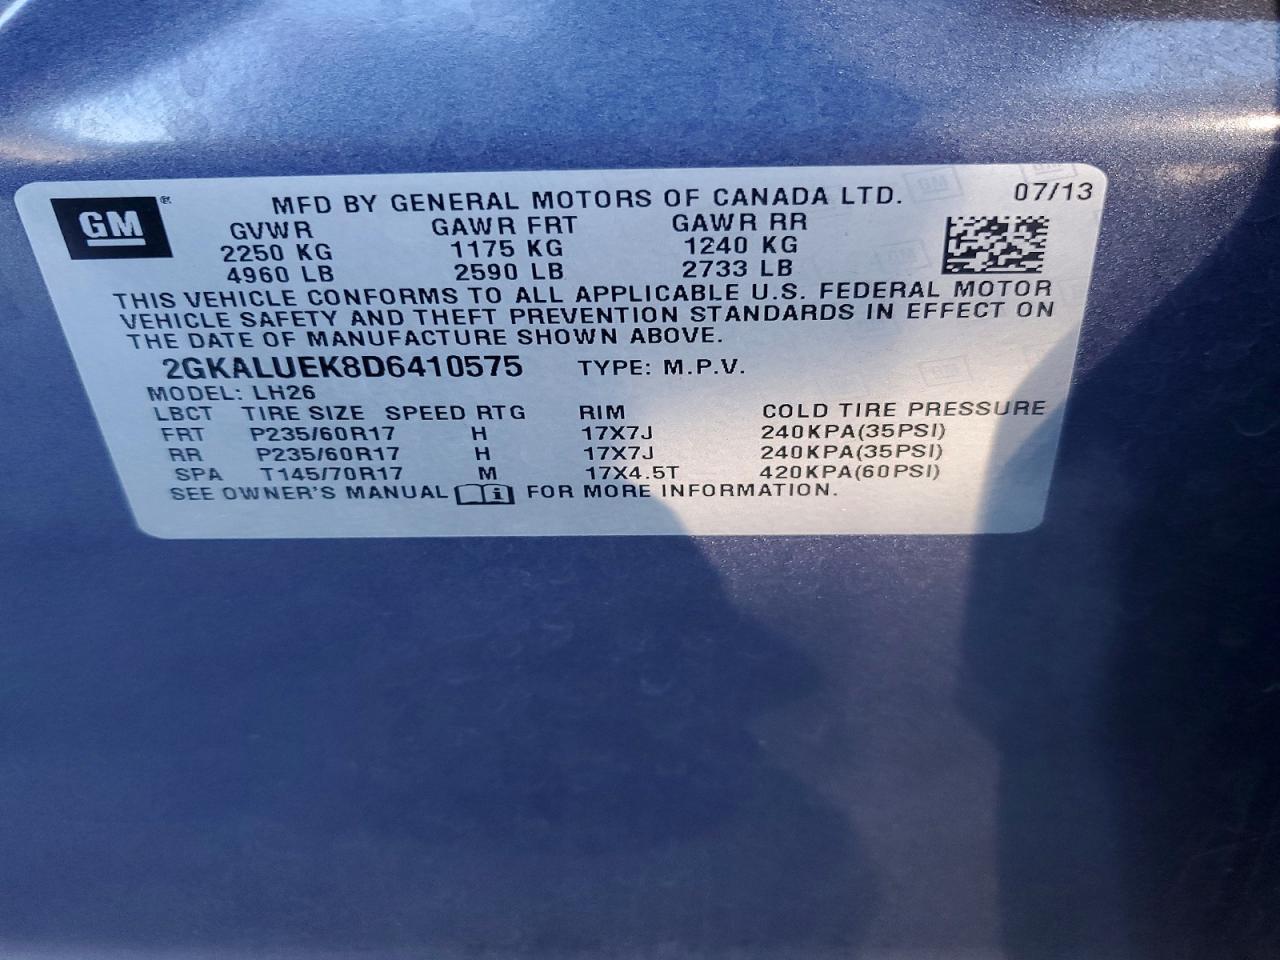 GM ® MFD BY GENERAL MOTORS OF CANADA LTD. 07/13
GVWR GAWR FRT GAWR RR
2250 KG 1175 KG 1240 KG
4960 LB 2590 LB 2733 LB
THIS VEHICLE CONFORMS TO ALL APPLICABLE U.S. FEDERAL MOTOR
VEHICLE SAFETY AND THEFT PREVENTION STANDARDS IN EFFECT ON
THE DATE OF MANUFACTURE SHOWN ABOVE.
2GKALUEK8D6410575 TYPE: M.P.V.
MODEL: LH26
LBCT TIRE SIZE SPEED RTG RIM COLD TIRE PRESSURE
FRT P235/60R17 H 17X7J 240KPA(35PSI)
RR P235/60R17 H 17X7J 240KPA(35PSI)
SPA T145/70R17 M 17X4.5T 420KPA(60PSI)
SEE OWNER'S MANUAL i FOR MORE INFORMATION.